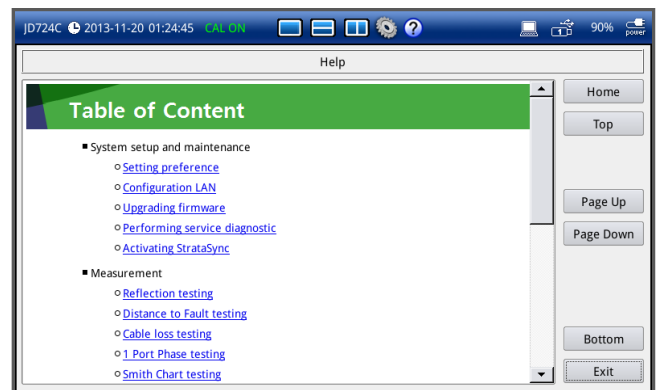 JD724C 2013-11-20 01:24:45 CAL ON ? 1 90% power
Help
Table of Content
Home
Top
Page Up
Page Down
Bottom
Exit
■ System setup and maintenance
○ Setting preference
○ Configuration LAN
○ Upgrading firmware
○ Performing service diagnostic
○ Activating StrataSync
■ Measurement
○ Reflection testing
○ Distance to Fault testing
○ Cable loss testing
○ 1 Port Phase testing
○ Smith Chart testing